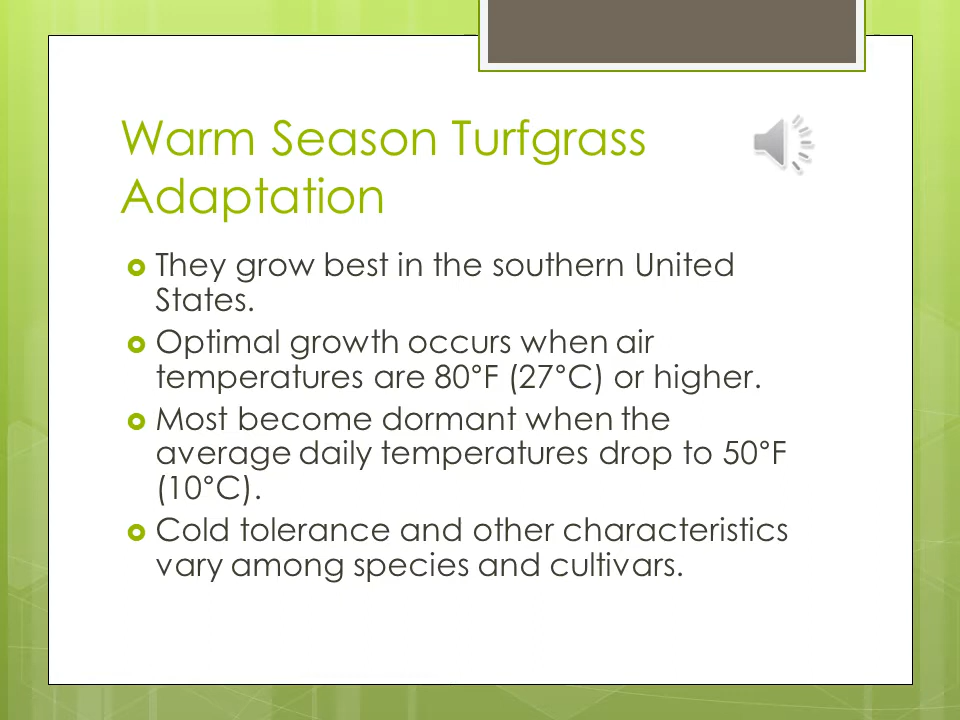 Warm Season Turfgrass
Adaptation
They grow best in the southern United
States.
Optimal growth occurs when air
temperatures are 80°F (27°C) or higher.
Most become dormant when the
average daily temperatures drop to 50°F
(10°C).
Cold tolerance and other characteristics
vary among species and cultivars.